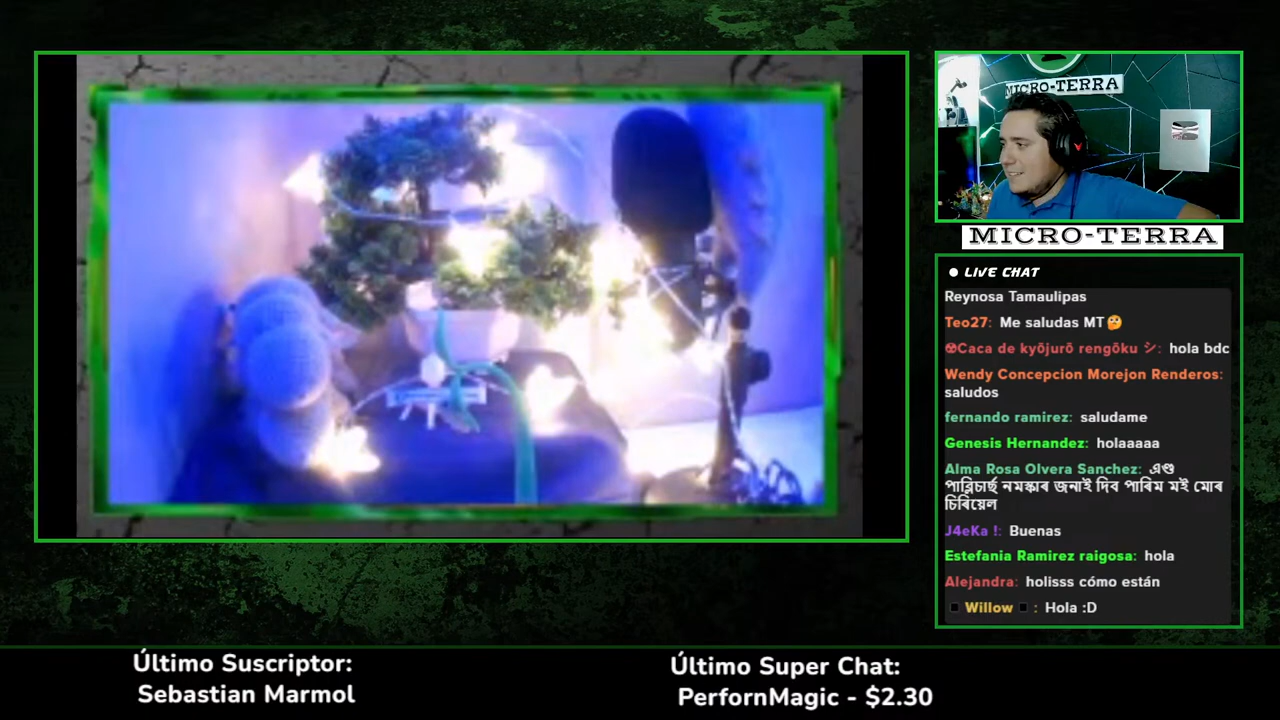 MICRO-TERRA
MICRO-TERRA
LIVE CHAT
Reynosa Tamaulipas
Teo27: Me saludas MT🤔
☢Caca de kyōjurō rengōku シ: hola bdc
Wendy Concepcion Morejon Renderos:
saludos
fernando ramirez: saludame
Genesis Hernandez: holaaaaa
Alma Rosa Olvera Sanchez: এণ্ড
পাব্লিচাৰ্ছ নমস্কাৰ জনাই দিব পাৰিম মই মোৰ
চিৰিয়েল
J4eKa !: Buenas
Estefania Ramirez raigosa: hola
Alejandra: holisss cómo están
Willow : Hola :D
Último Suscriptor:
Sebastian Marmol
Último Super Chat:
PerfornMagic - $2.30